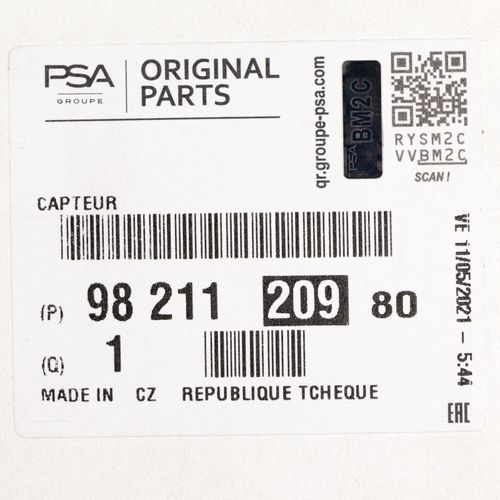 PSA
GROUPE
ORIGINAL
PARTS
qr.groupe-psa.com
PSA BM2C
RYSM2C
VVBM2C
SCAN!
CAPTEUR
VE 11/05/2021 - 5:44
(P) 98 211 209 80
(Q) 1
MADE IN CZ REPUBLIQUE TCHEQUE
EAC